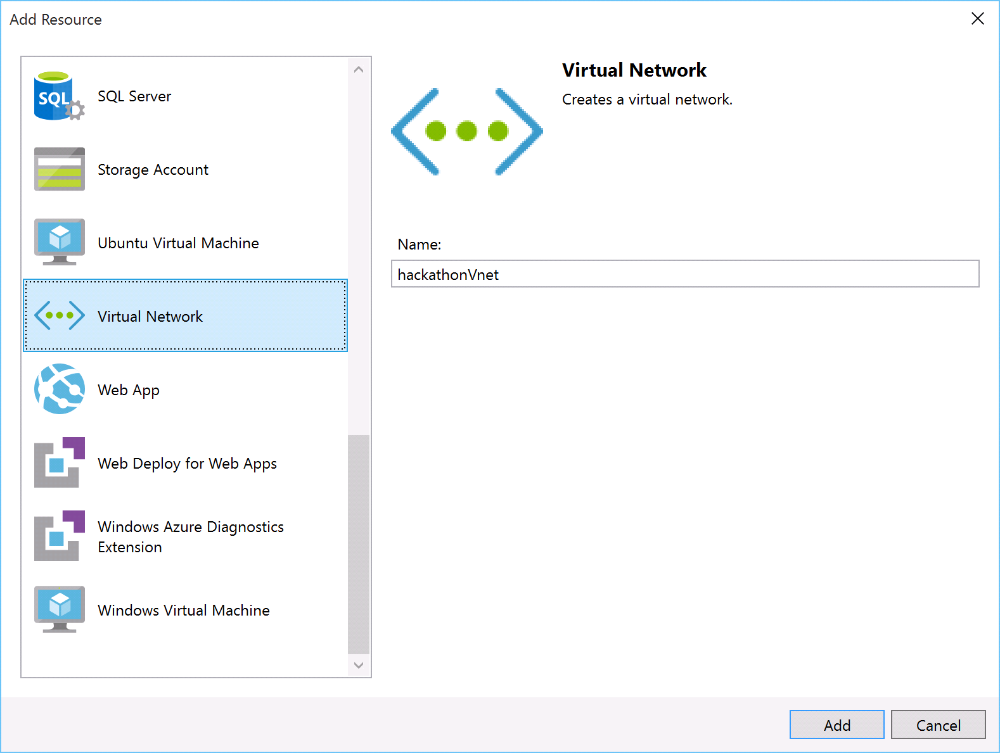 Add Resource
SQL
SQL Server
Storage Account
Ubuntu Virtual Machine
Virtual Network
Web App
Web Deploy for Web Apps
Windows Azure Diagnostics
Extension
Windows Virtual Machine
Virtual Network
Creates a virtual network.
Name:
hackathonVnet
Add
Cancel